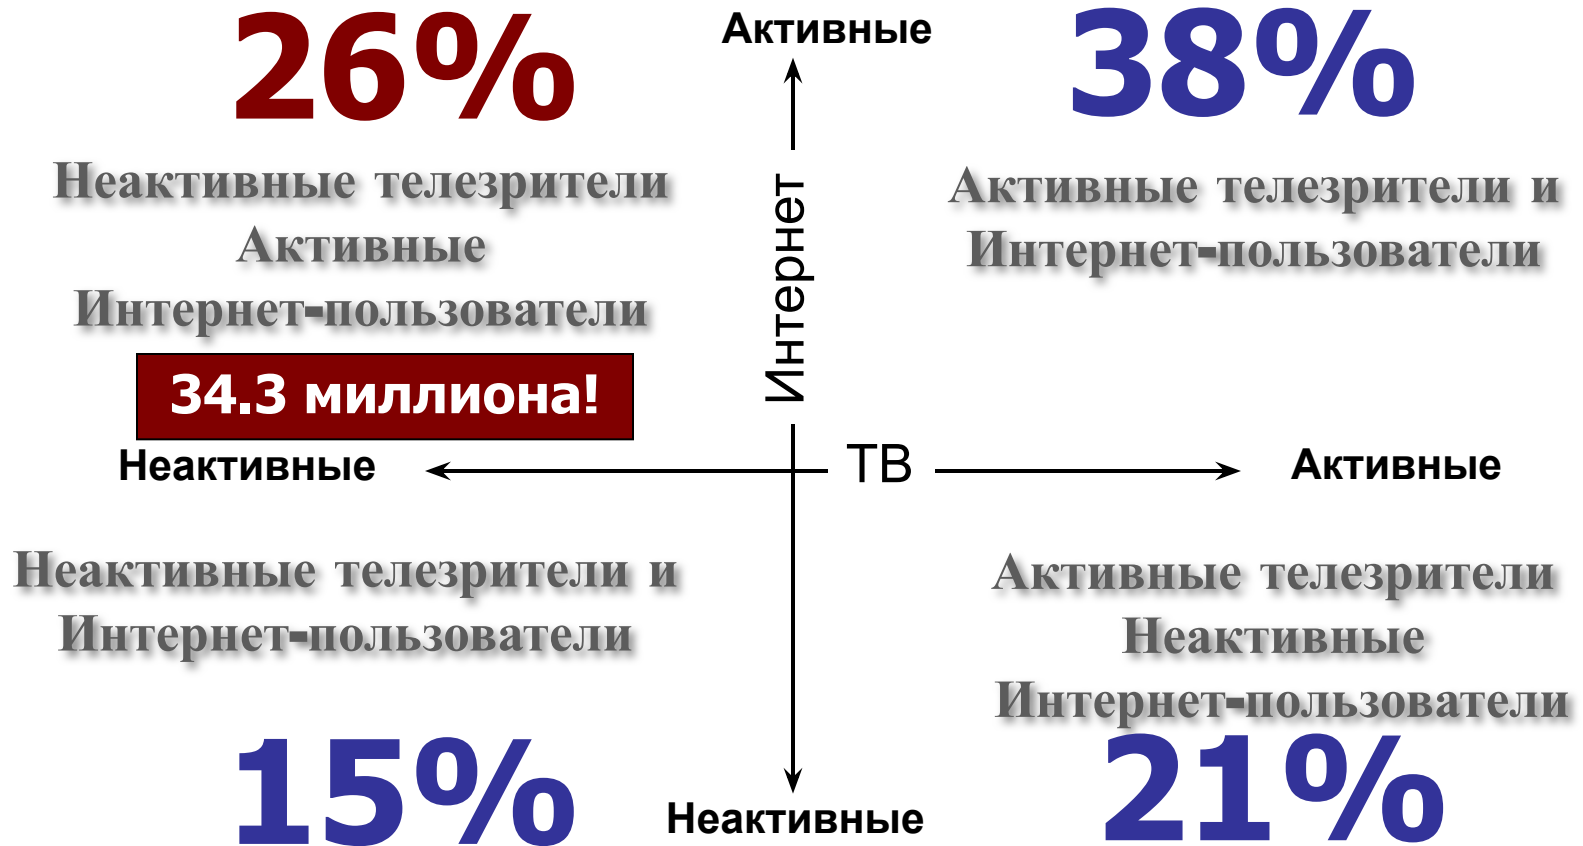 26%
Неактивные телезрители
Активные
Интернет-пользователи
34.3 миллиона!
Активные
38%
Активные телезрители и
Интернет-пользователи
Интернет
Неактивные
ТВ
Активные
Неактивные телезрители и
Интернет-пользователи
15%
Неактивные
Активные телезрители
Неактивные
Интернет-пользователи
21%